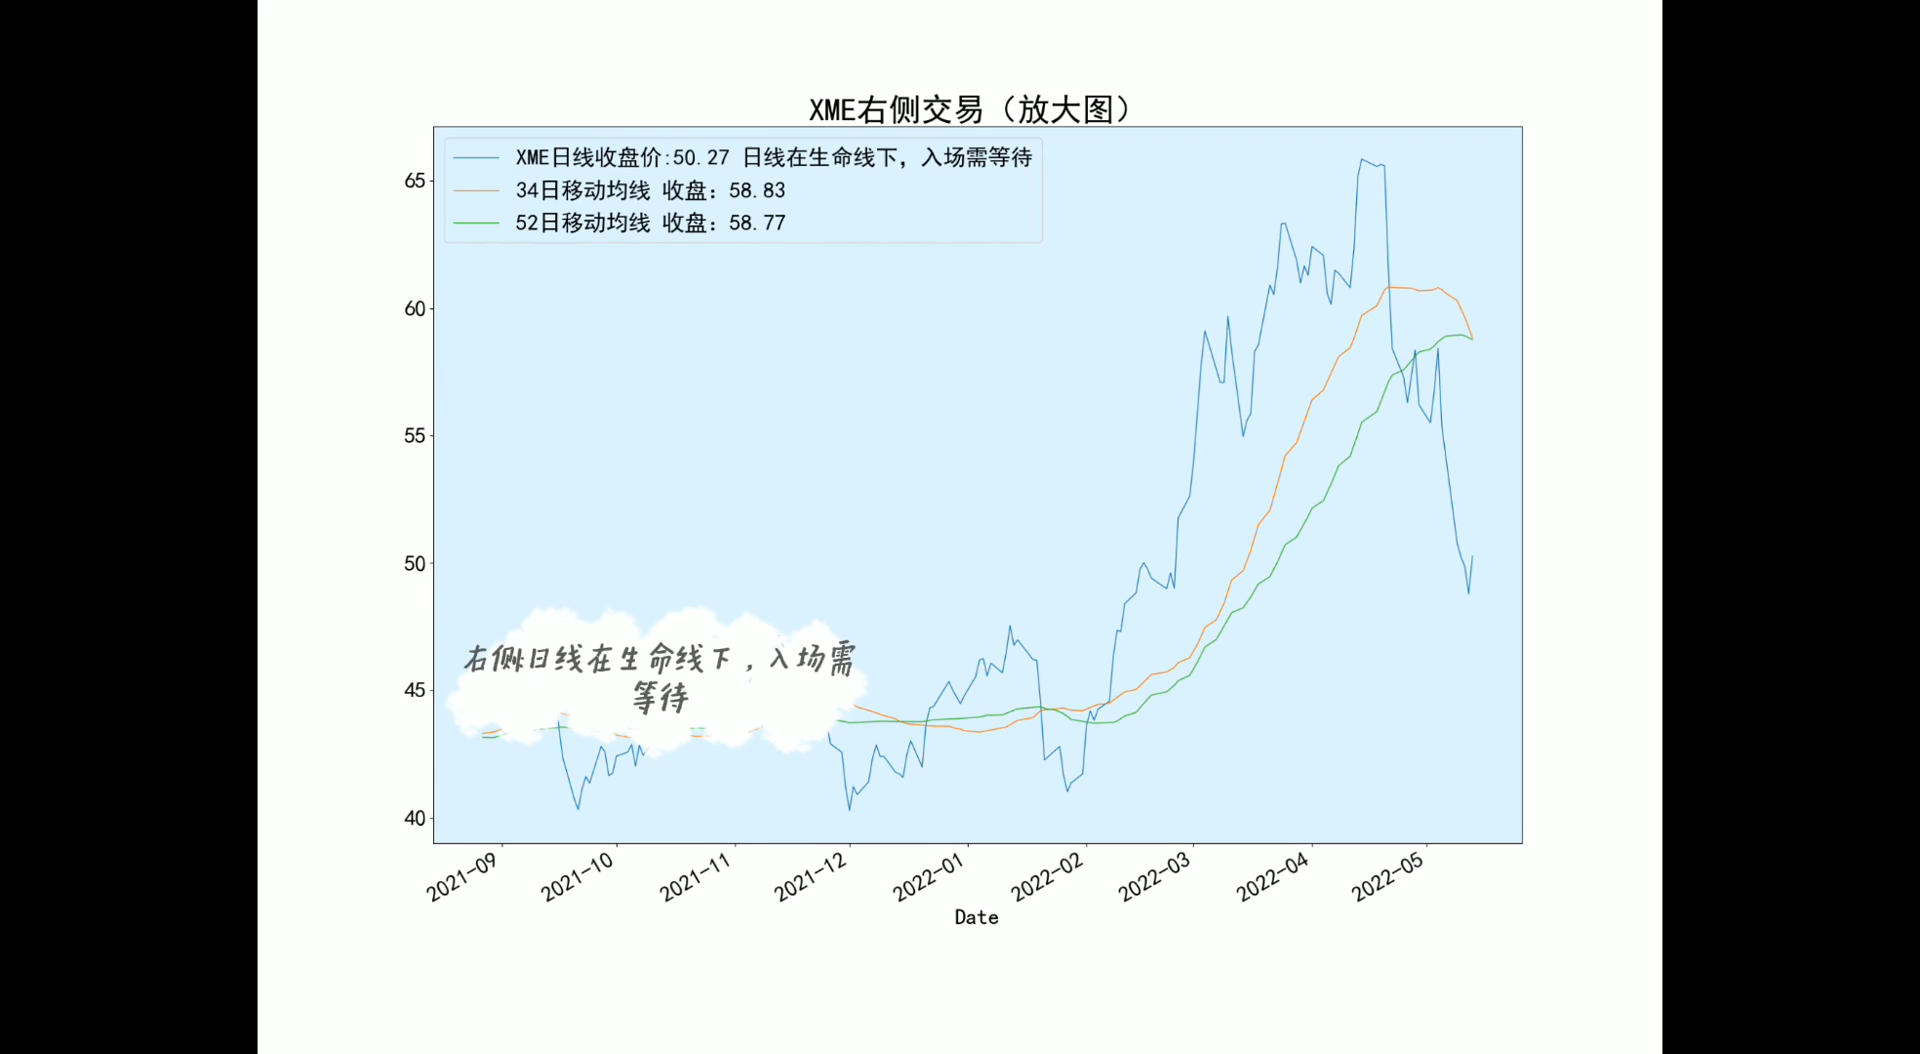 XME右侧交易（放大图）
XME日线收盘价:50.27 日线在生命线下，入场需等待
34日移动均线 收盘：58.83
52日移动均线 收盘：58.77
65
60
55
50
45
40
右侧日线在生命线下，入场需
等待
2021-09
2021-10
2021-11
2021-12
2022-01
2022-02
2022-03
2022-04
2022-05
Date